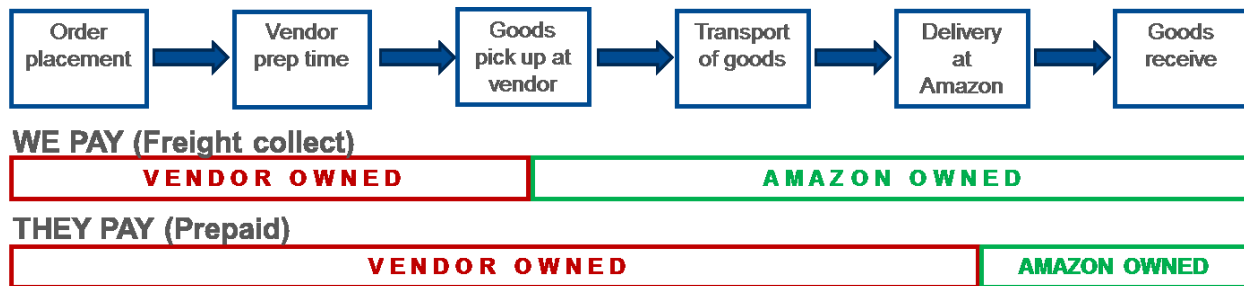 Order
placement
Vendor
prep time
Goods
pick up at
vendor
Transport
of goods
Delivery
at
Amazon
Goods
receive
WE PAY (Freight collect)
VENDOR OWNED
AMAZON OWNED
THEY PAY (Prepaid)
VENDOR OWNED
AMAZON OWNED